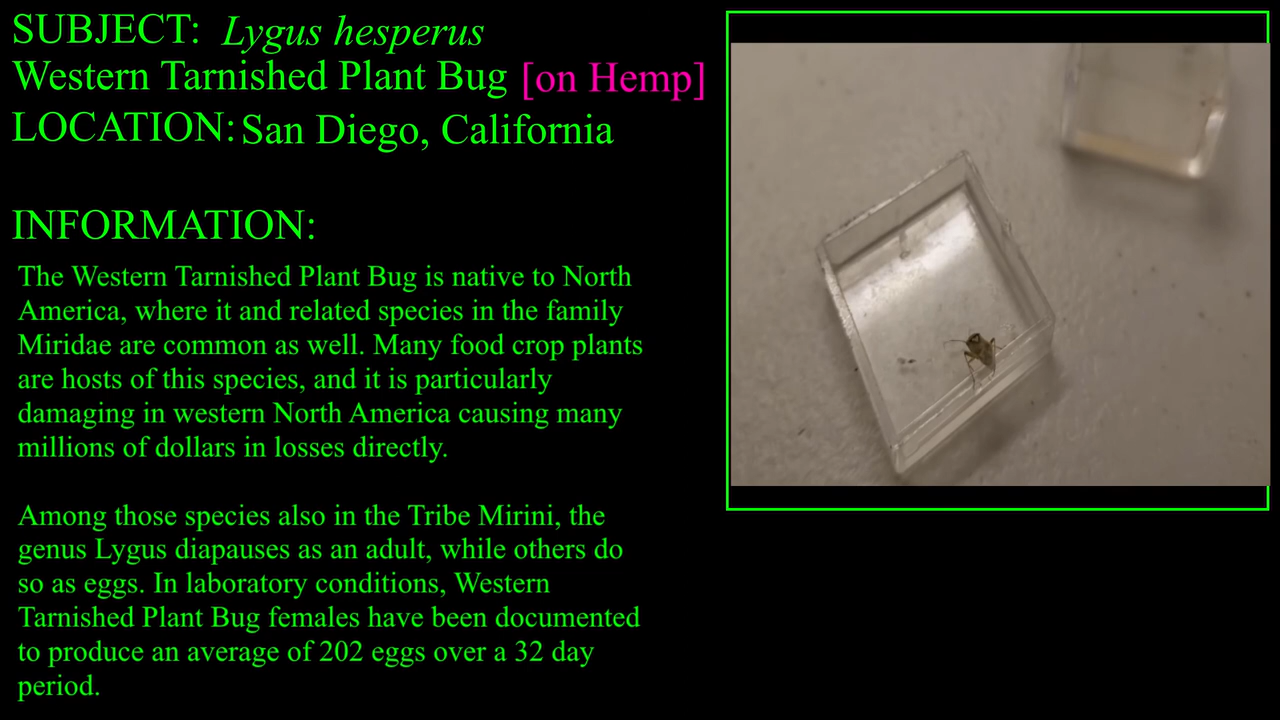 SUBJECT: Lygus hesperus
Western Tarnished Plant Bug [on Hemp]
LOCATION: San Diego, California
INFORMATION:
The Western Tarnished Plant Bug is native to North
America, where it and related species in the family
Miridae are common as well. Many food crop plants
are hosts of this species, and it is particularly
damaging in western North America causing many
millions of dollars in losses directly.
Among those species also in the Tribe Mirini, the
genus Lygus diapauses as an adult, while others do
so as eggs. In laboratory conditions, Western
Tarnished Plant Bug females have been documented
to produce an average of 202 eggs over a 32 day
period.